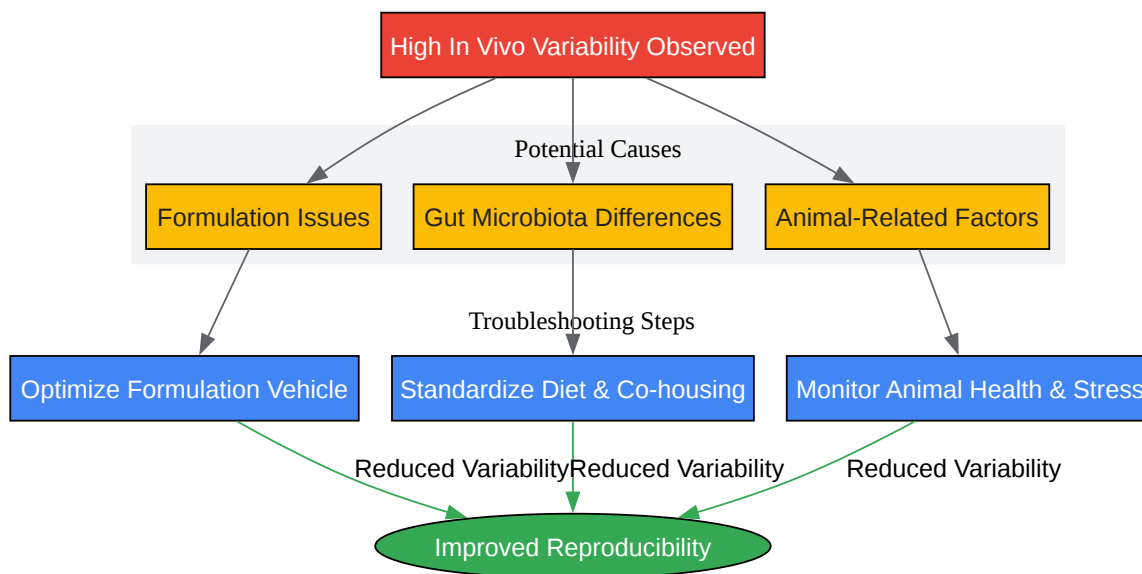 High In Vivo Variability Observed
Potential Causes
Formulation Issues
Gut Microbiota Differences
Animal-Related Factors
Troubleshooting Steps
Optimize Formulation Vehicle
Standardize Diet & Co-housing
Monitor Animal Health & Stress
Reduced Variability
Reduced Variability
Reduced Variability
Improved Reproducibility